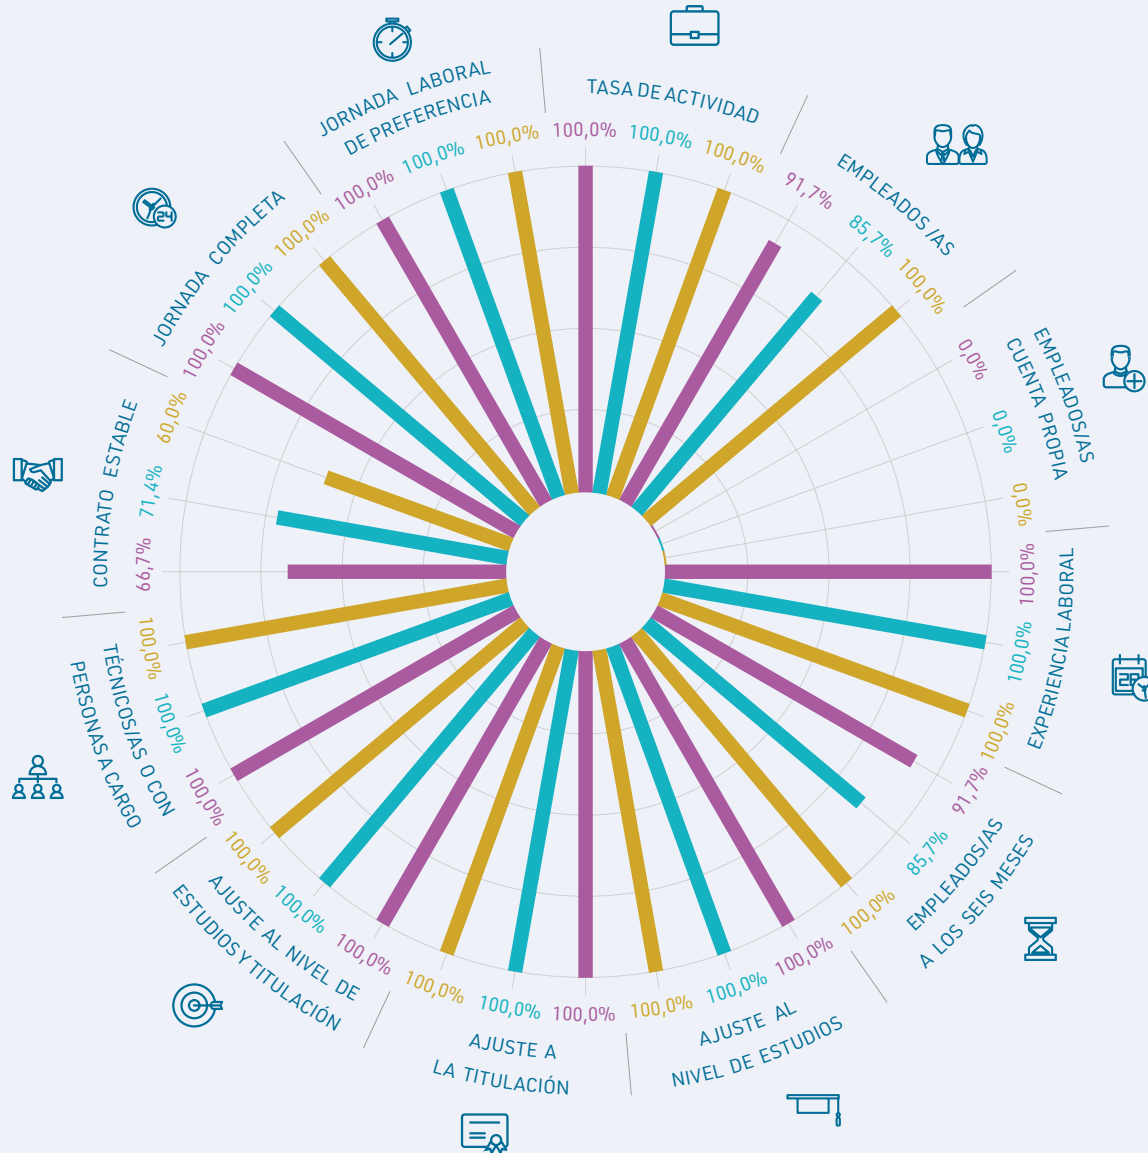 TASA DE ACTIVIDAD
100,0%
100,0%
100,0%
EMPLEADOS/AS
91,7%
85,7%
100,0%
EMPLEADOS/AS
CUENTA PROPIA
0,0%
0,0%
0,0%
EXPERIENCIA LABORAL
100,0%
100,0%
100,0%
EMPLEADOS/AS
A LOS SEIS MESES
91,7%
85,7%
100,0%
AJUSTE AL
NIVEL DE ESTUDIOS
100,0%
100,0%
100,0%
AJUSTE A
LA TITULACIÓN
100,0%
100,0%
100,0%
AJUSTE AL NIVEL DE
ESTUDIOS Y TITULACIÓN
100,0%
100,0%
100,0%
TÉCNICOS/AS O CON
PERSONAS A CARGO
100,0%
100,0%
100,0%
CONTRATO ESTABLE
66,7%
71,4%
60,0%
JORNADA COMPLETA
100,0%
100,0%
100,0%
24
JORNADA LABORAL
DE PREFERENCIA
100,0%
100,0%
100,0%